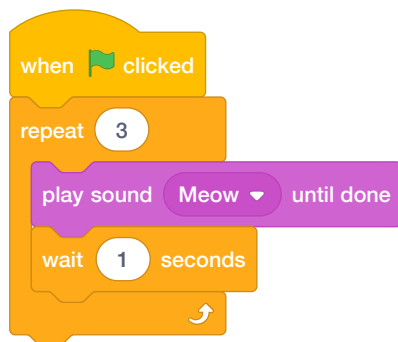 when clicked
repeat 3
play sound Meow until done
wait 1 seconds